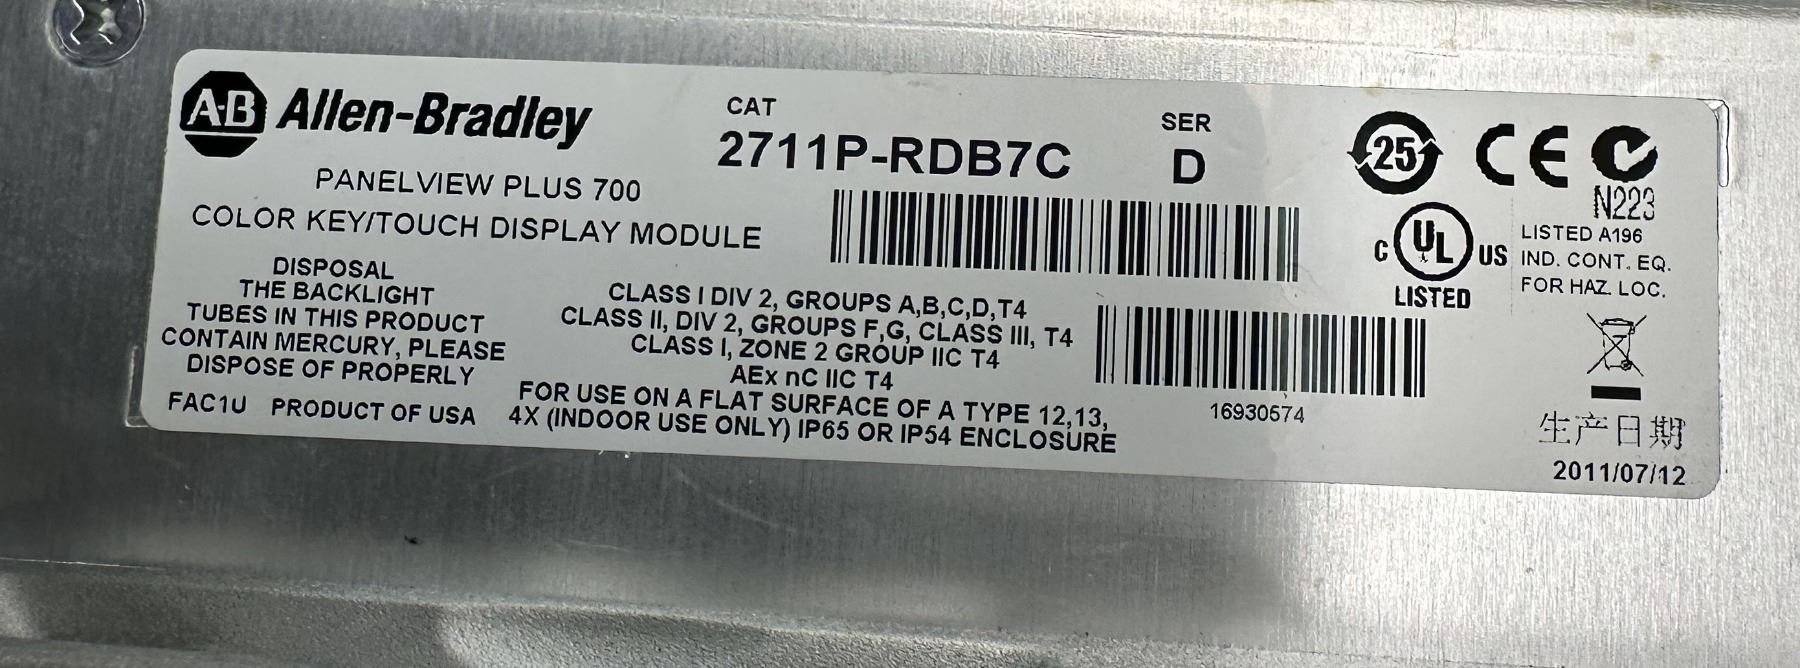 A-B Allen-Bradley
PANELVIEW PLUS 700
COLOR KEY/TOUCH DISPLAY MODULE
DISPOSAL
THE BACKLIGHT
TUBES IN THIS PRODUCT
CONTAIN MERCURY, PLEASE
DISPOSE OF PROPERLY
FAC1U PRODUCT OF USA
CAT
2711P-RDB7C
SER
D
CLASS I DIV 2, GROUPS A,B,C,D,T4
CLASS II, DIV 2, GROUPS F,G, CLASS III, T4
CLASS I, ZONE 2 GROUP IIC T4
AEx nC IIC T4
FOR USE ON A FLAT SURFACE OF A TYPE 12,13,
4X (INDOOR USE ONLY) IP65 OR IP54 ENCLOSURE
16930574
25 CE
N223
C UL US
LISTED
LISTED A196
IND. CONT. EQ.
FOR HAZ. LOC.
生产日期
2011/07/12